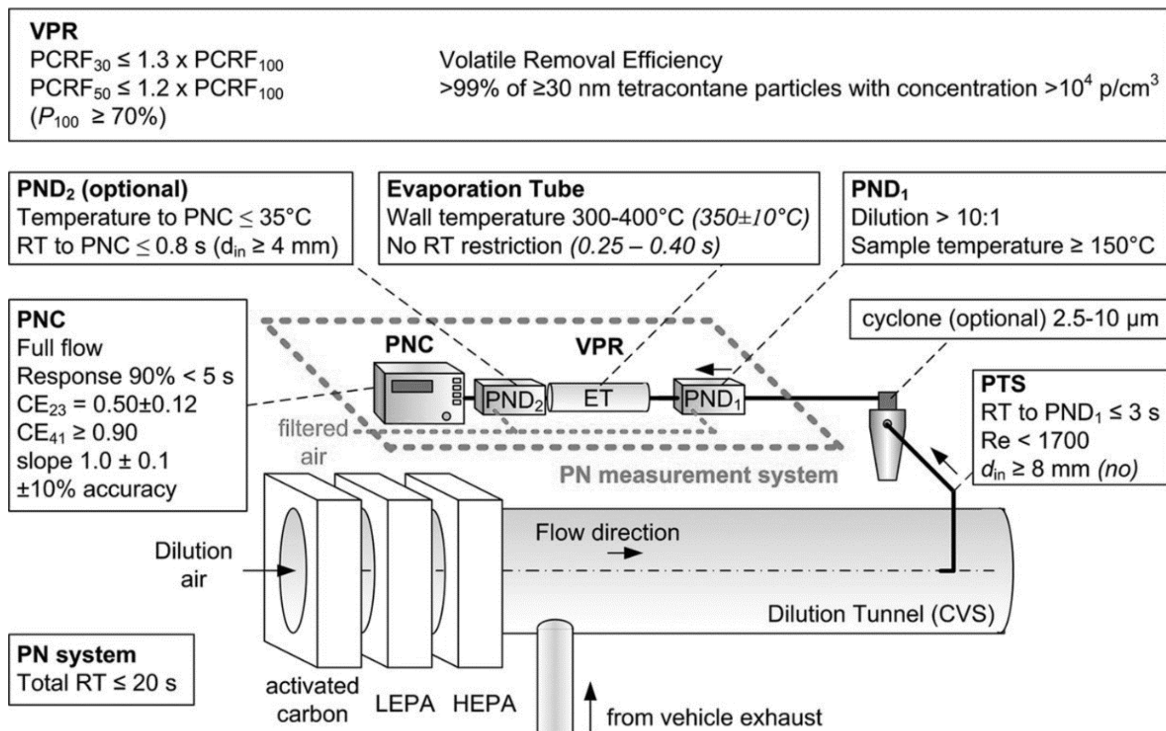 VPR
PCRF₃₀ ≤ 1.3 x PCRF₁₀₀
PCRF₅₀ ≤ 1.2 x PCRF₁₀₀
(P₁₀₀ ≥ 70%)
Volatile Removal Efficiency
>99% of ≥30 nm tetracontane particles with concentration >10⁴ p/cm³
PND₂ (optional)
Temperature to PNC ≤ 35°C
RT to PNC ≤ 0.8 s (dᵢₙ ≥ 4 mm)
Evaporation Tube
Wall temperature 300-400°C (350±10°C)
No RT restriction (0.25 – 0.40 s)
PND₁
Dilution > 10:1
Sample temperature ≥ 150°C
PNC
Full flow
Response 90% < 5 s
CE₂₃ = 0.50±0.12
CE₄₁ ≥ 0.90
slope 1.0 ± 0.1
±10% accuracy
PNC
VPR
PND₂
ET
PND₁
filtered
air
PN measurement system
cyclone (optional) 2.5-10 µm
PTS
RT to PND₁ ≤ 3 s
Re < 1700
dᵢₙ ≥ 8 mm (no)
Dilution
air
Flow direction
Dilution Tunnel (CVS)
PN system
Total RT ≤ 20 s
activated
carbon
LEPA
HEPA
from vehicle exhaust